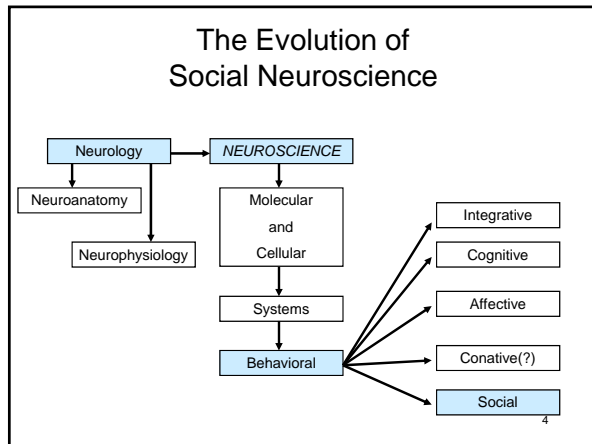 The Evolution of
Social Neuroscience
Neurology
NEUROSCIENCE
Neuroanatomy
Neurophysiology
Molecular
and
Cellular
Systems
Behavioral
Integrative
Cognitive
Affective
Conative(?)
Social
4